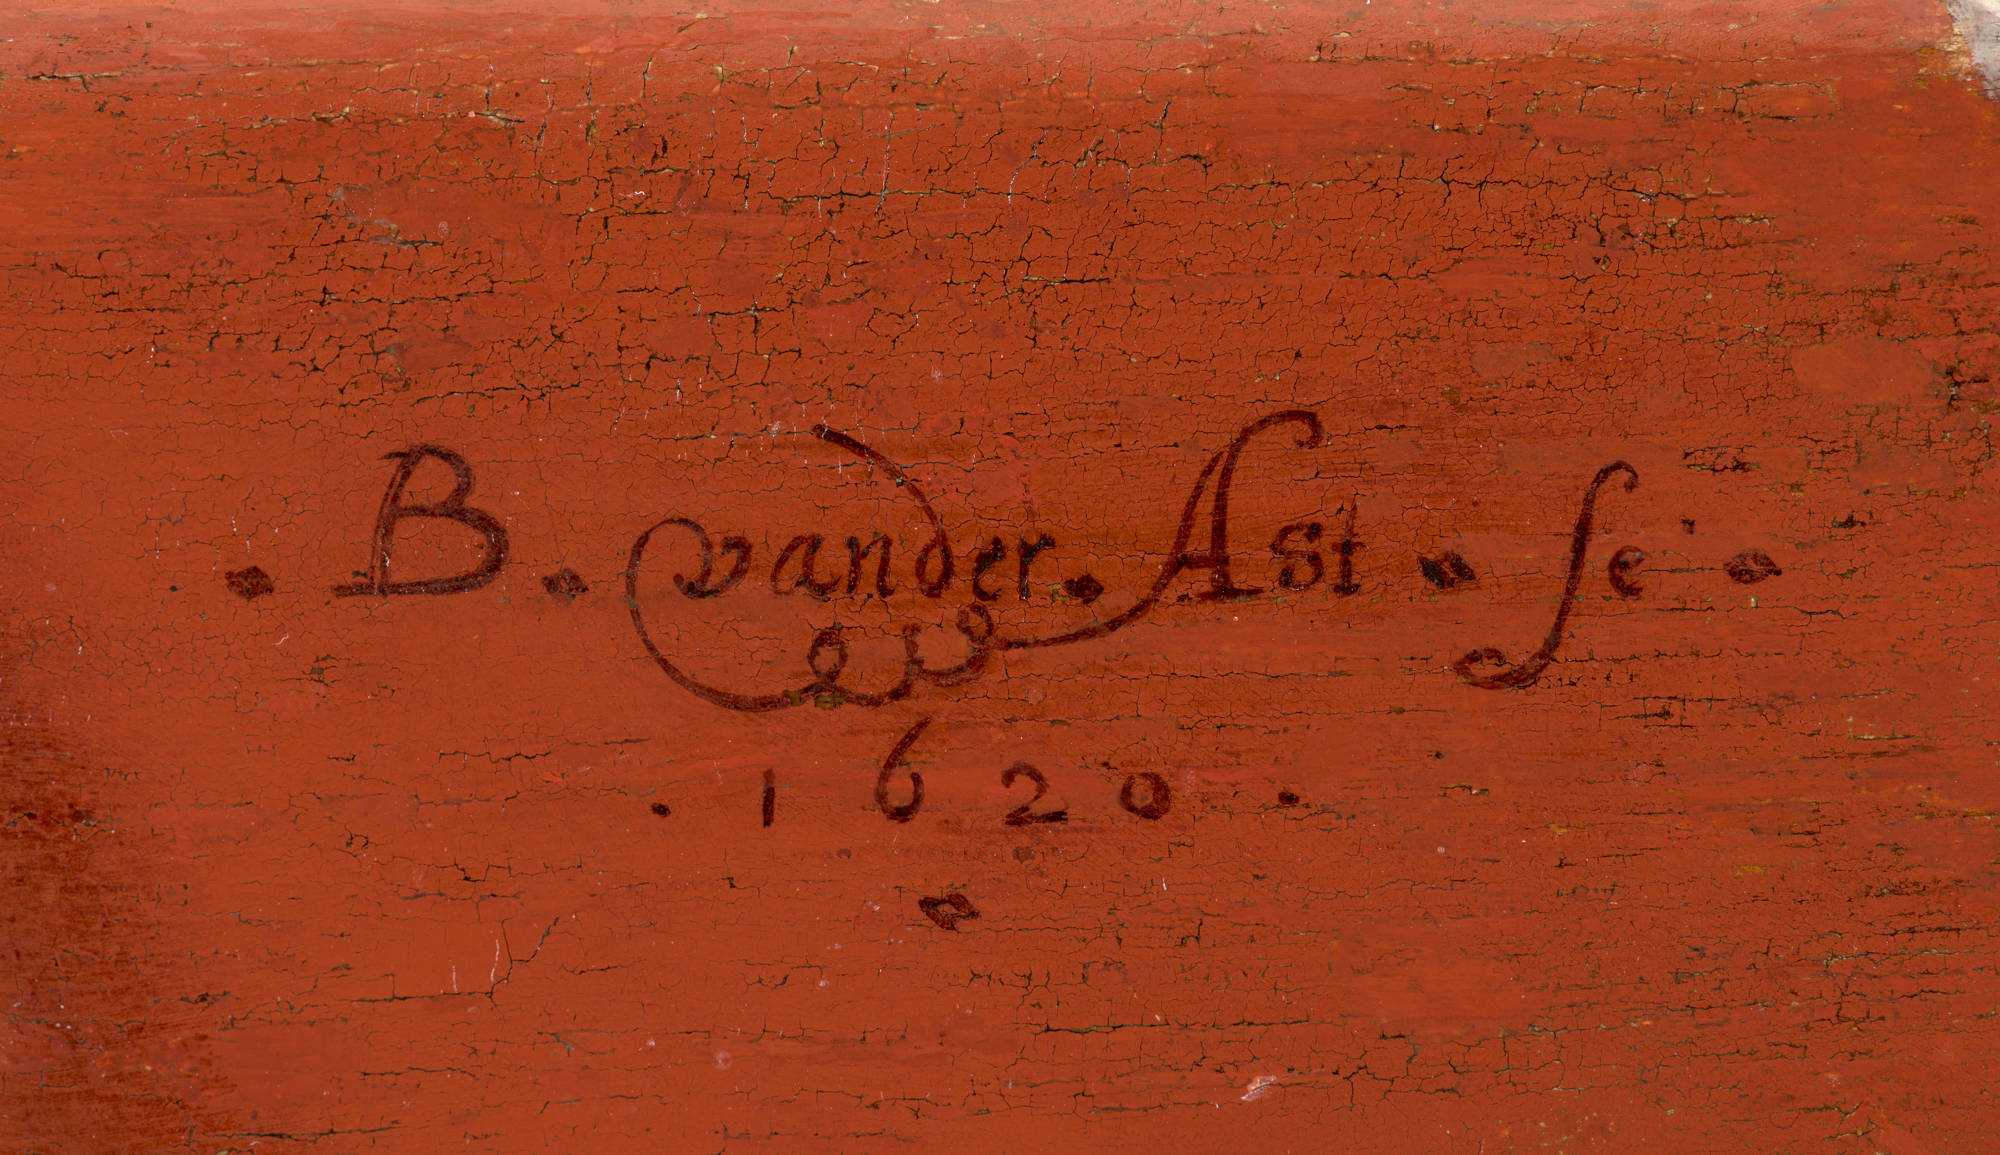 . B . vander . Ast . fe .
. 1620 .